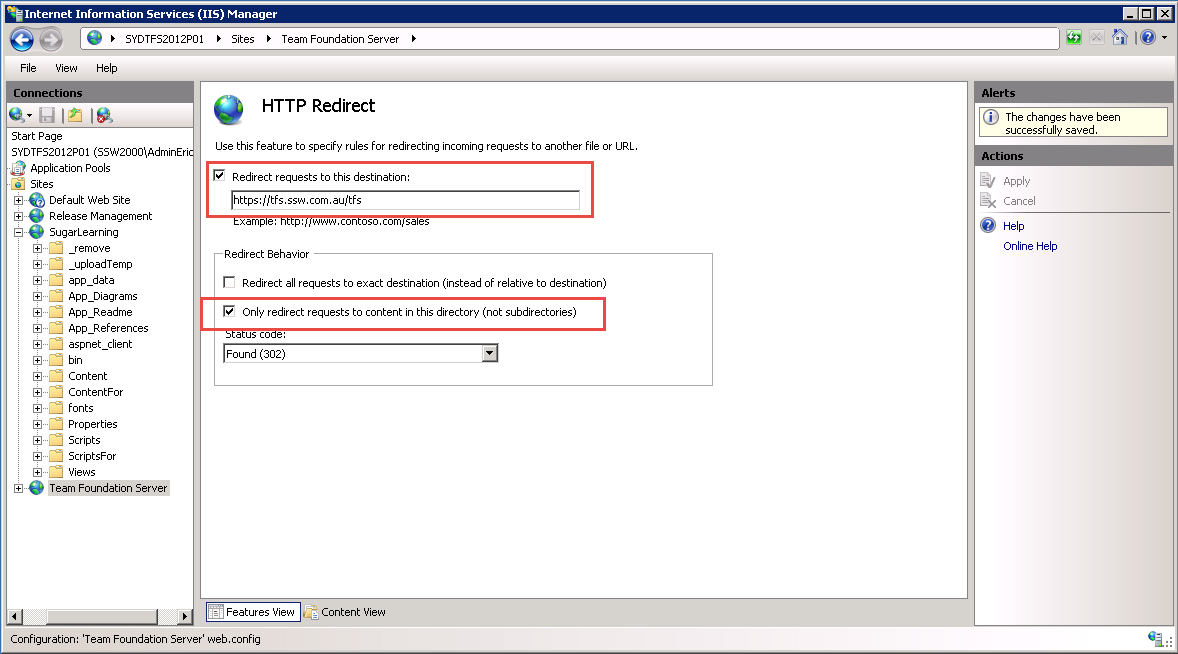 Internet Information Services (IIS) Manager
SYDTFS2012P01 Sites Team Foundation Server
File View Help
Connections
Start Page
SYDTFS2012P01 (SSW2000\AdminEric
Application Pools
Sites
Default Web Site
Release Management
SugarLearning
_remove
_uploadTemp
app_data
App_Diagrams
App_Readme
App_References
aspnet_client
bin
Content
ContentFor
fonts
Properties
Scripts
ScriptsFor
Views
Team Foundation Server
HTTP Redirect
Use this feature to specify rules for redirecting incoming requests to another file or URL.
Redirect requests to this destination:
https://tfs.ssw.com.au/tfs
Example: http://www.contoso.com/sales
Redirect Behavior
Redirect all requests to exact destination (instead of relative to destination)
Only redirect requests to content in this directory (not subdirectories)
Status code:
Found (302)
Features View Content View
Alerts
The changes have been
successfully saved.
Actions
Apply
Cancel
Help
Online Help
Configuration: 'Team Foundation Server' web.config